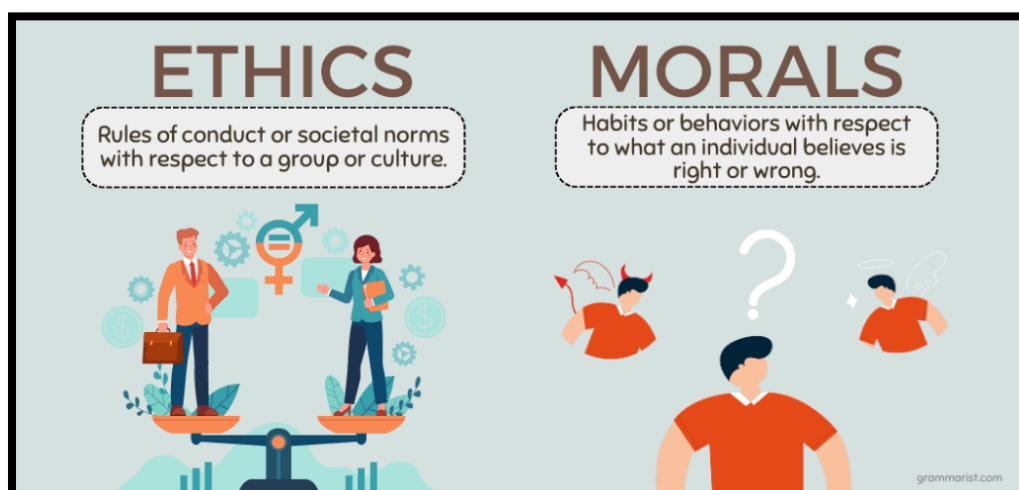 ETHICS
Rules of conduct or societal norms
with respect to a group or culture.
MORALS
Habits or behaviors with respect
to what an individual believes is
right or wrong.
$
$
?
grammarist.com